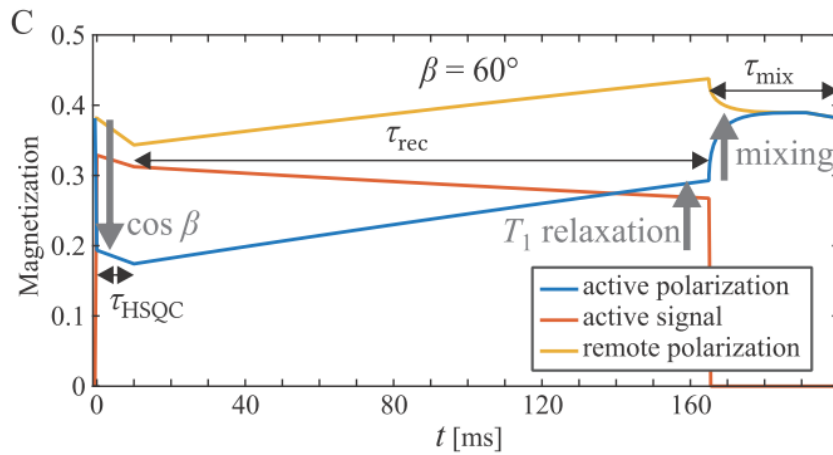 C
0.5
0.4
0.3
0.2
0.1
0
Magnetization
β = 60°
τmix
τrec
mixing
cos β
T1 relaxation
τHSQC
active polarization
active signal
remote polarization
0 40 80 120 160
t [ms]